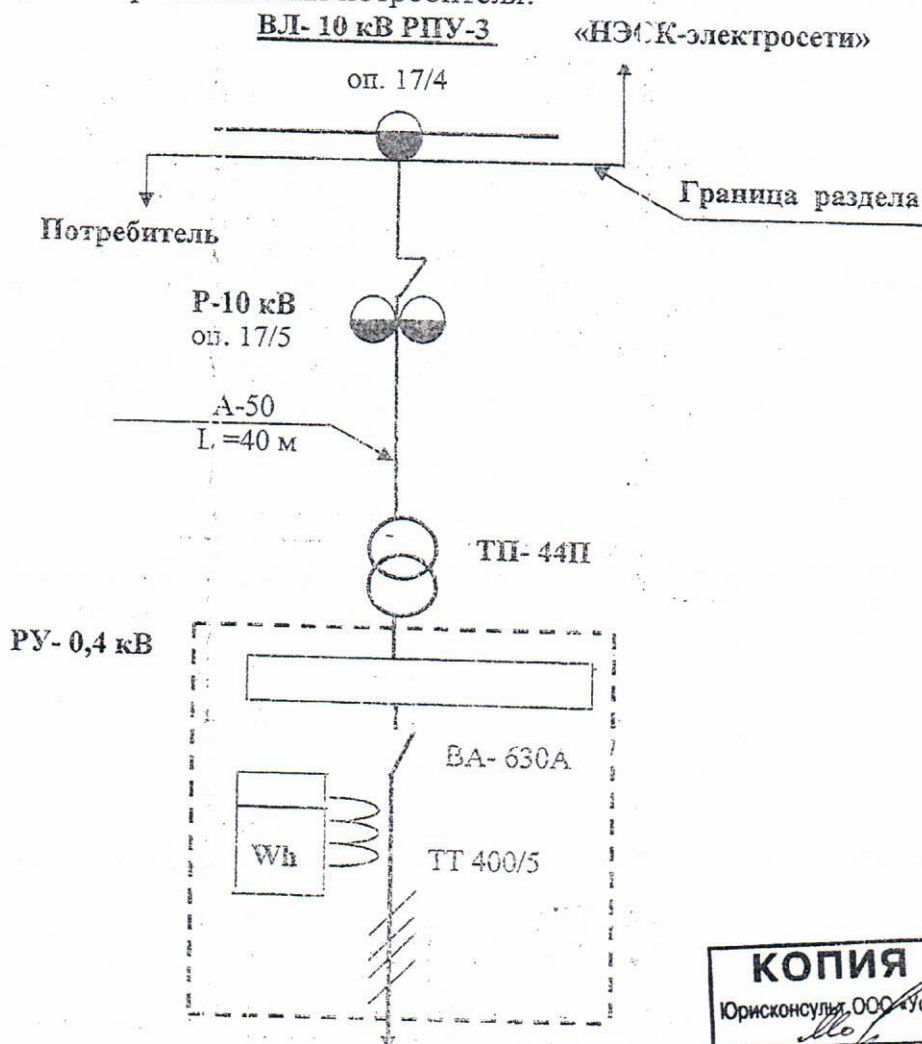 потребителя.
ВЛ- 10 кВ РПУ-3
«НЭСК-электросети»
оп. 17/4
Граница раздела
Потребитель
Р-10 кВ
оп. 17/5
А-50
L =40 м
ТП- 44П
РУ- 0,4 кВ
ВА- 630А
Wh
ТТ 400/5
КОПИЯ
Юрисконсульт ООО